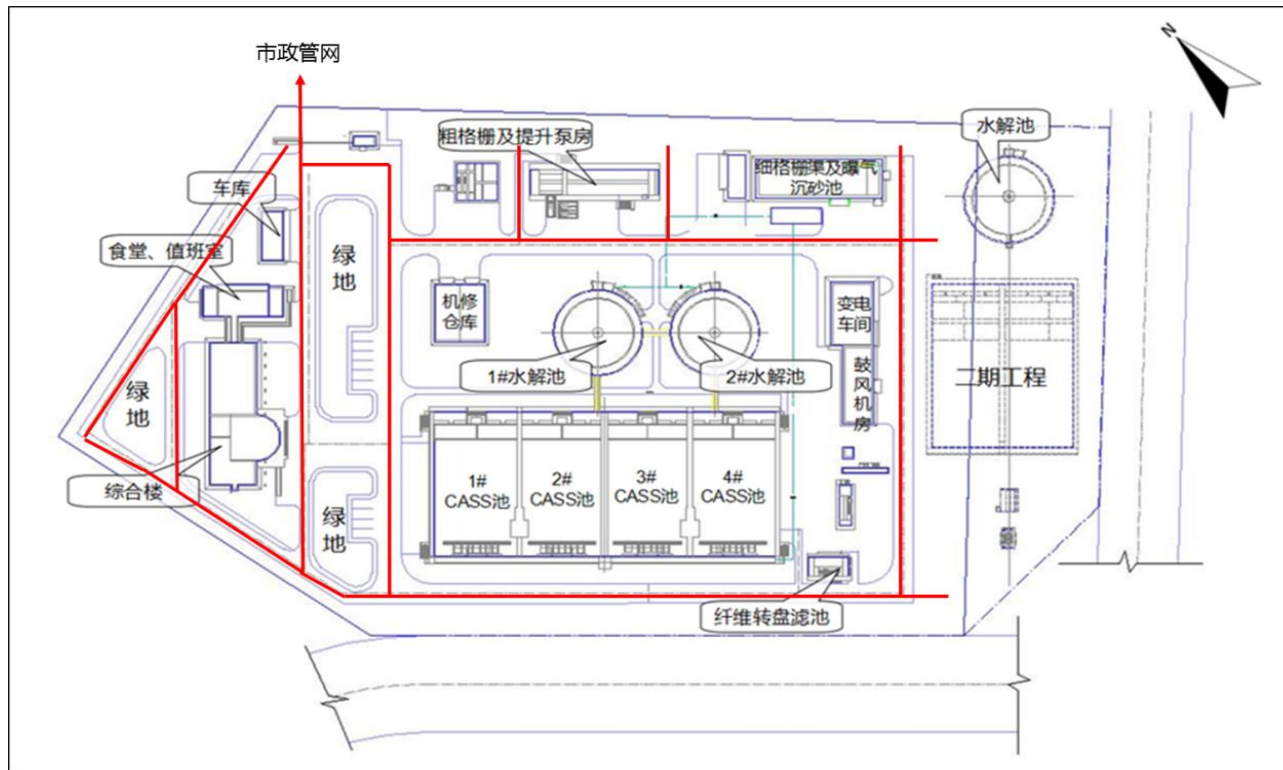 市政管网
N
粗格栅及提升泵房
水解池
细格栅渠及曝气
沉砂池
车库
食堂、值班室
绿
地
机修
仓库
变电
车间
1#水解池
2#水解池
鼓
风
机
房
二期工程
绿
地
综合楼
绿
地
1#
CASS池
2#
CASS池
3#
CASS池
4#
CASS池
纤维转盘滤池